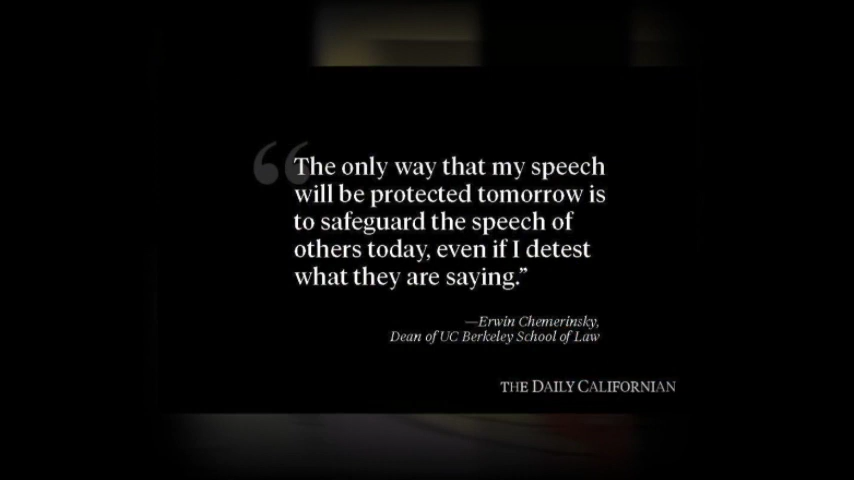 “The only way that my speech
will be protected tomorrow is
to safeguard the speech of
others today, even if I detest
what they are saying.”
—Erwin Chemerinsky,
Dean of UC Berkeley School of Law
THE DAILY CALIFORNIAN